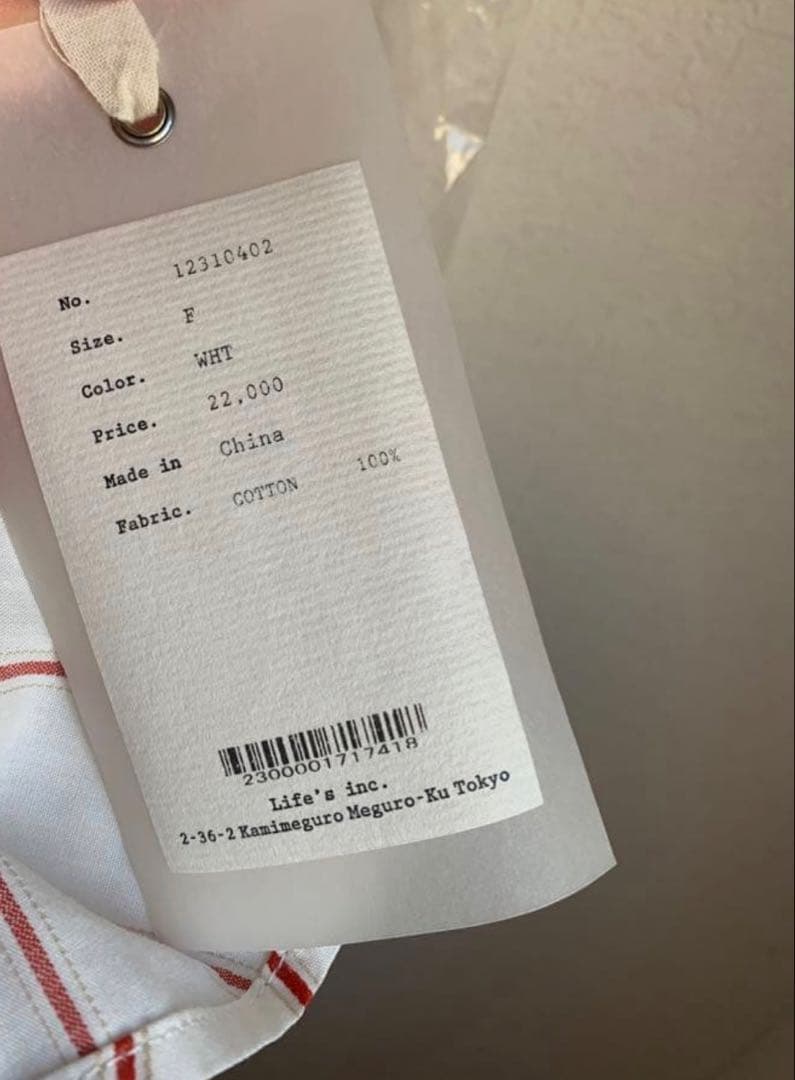 No. 12310402
Size. F
Color. WHT
Price. 22,000
Made in China
Fabric. COTTON 100%
2300001717418
Life's inc.
2-36-2 Kamimeguro Meguro-Ku Tokyo